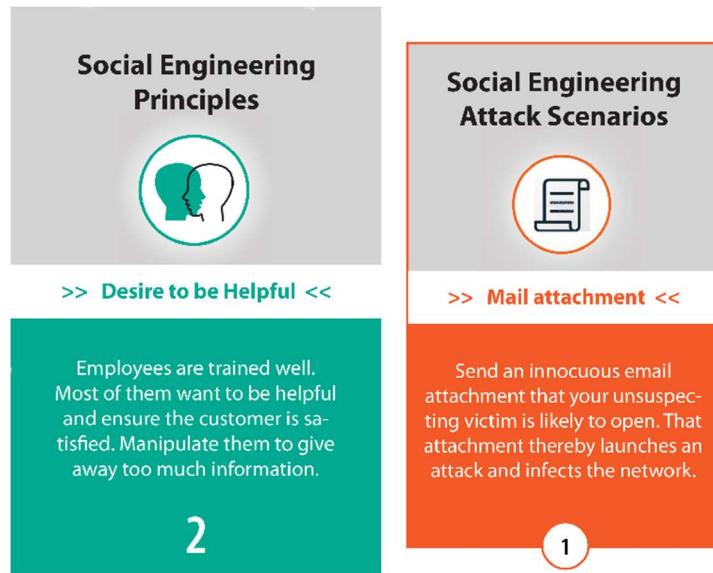 Social Engineering
Principles
>> Desire to be Helpful <<
Employees are trained well.
Most of them want to be helpful
and ensure the customer is sa-
tisfied. Manipulate them to give
away too much information.
2
Social Engineering
Attack Scenarios
>> Mail attachment <<
Send an innocuous email
attachment that your unsuspec-
ting victim is likely to open. That
attachment thereby launches an
attack and infects the network.
1